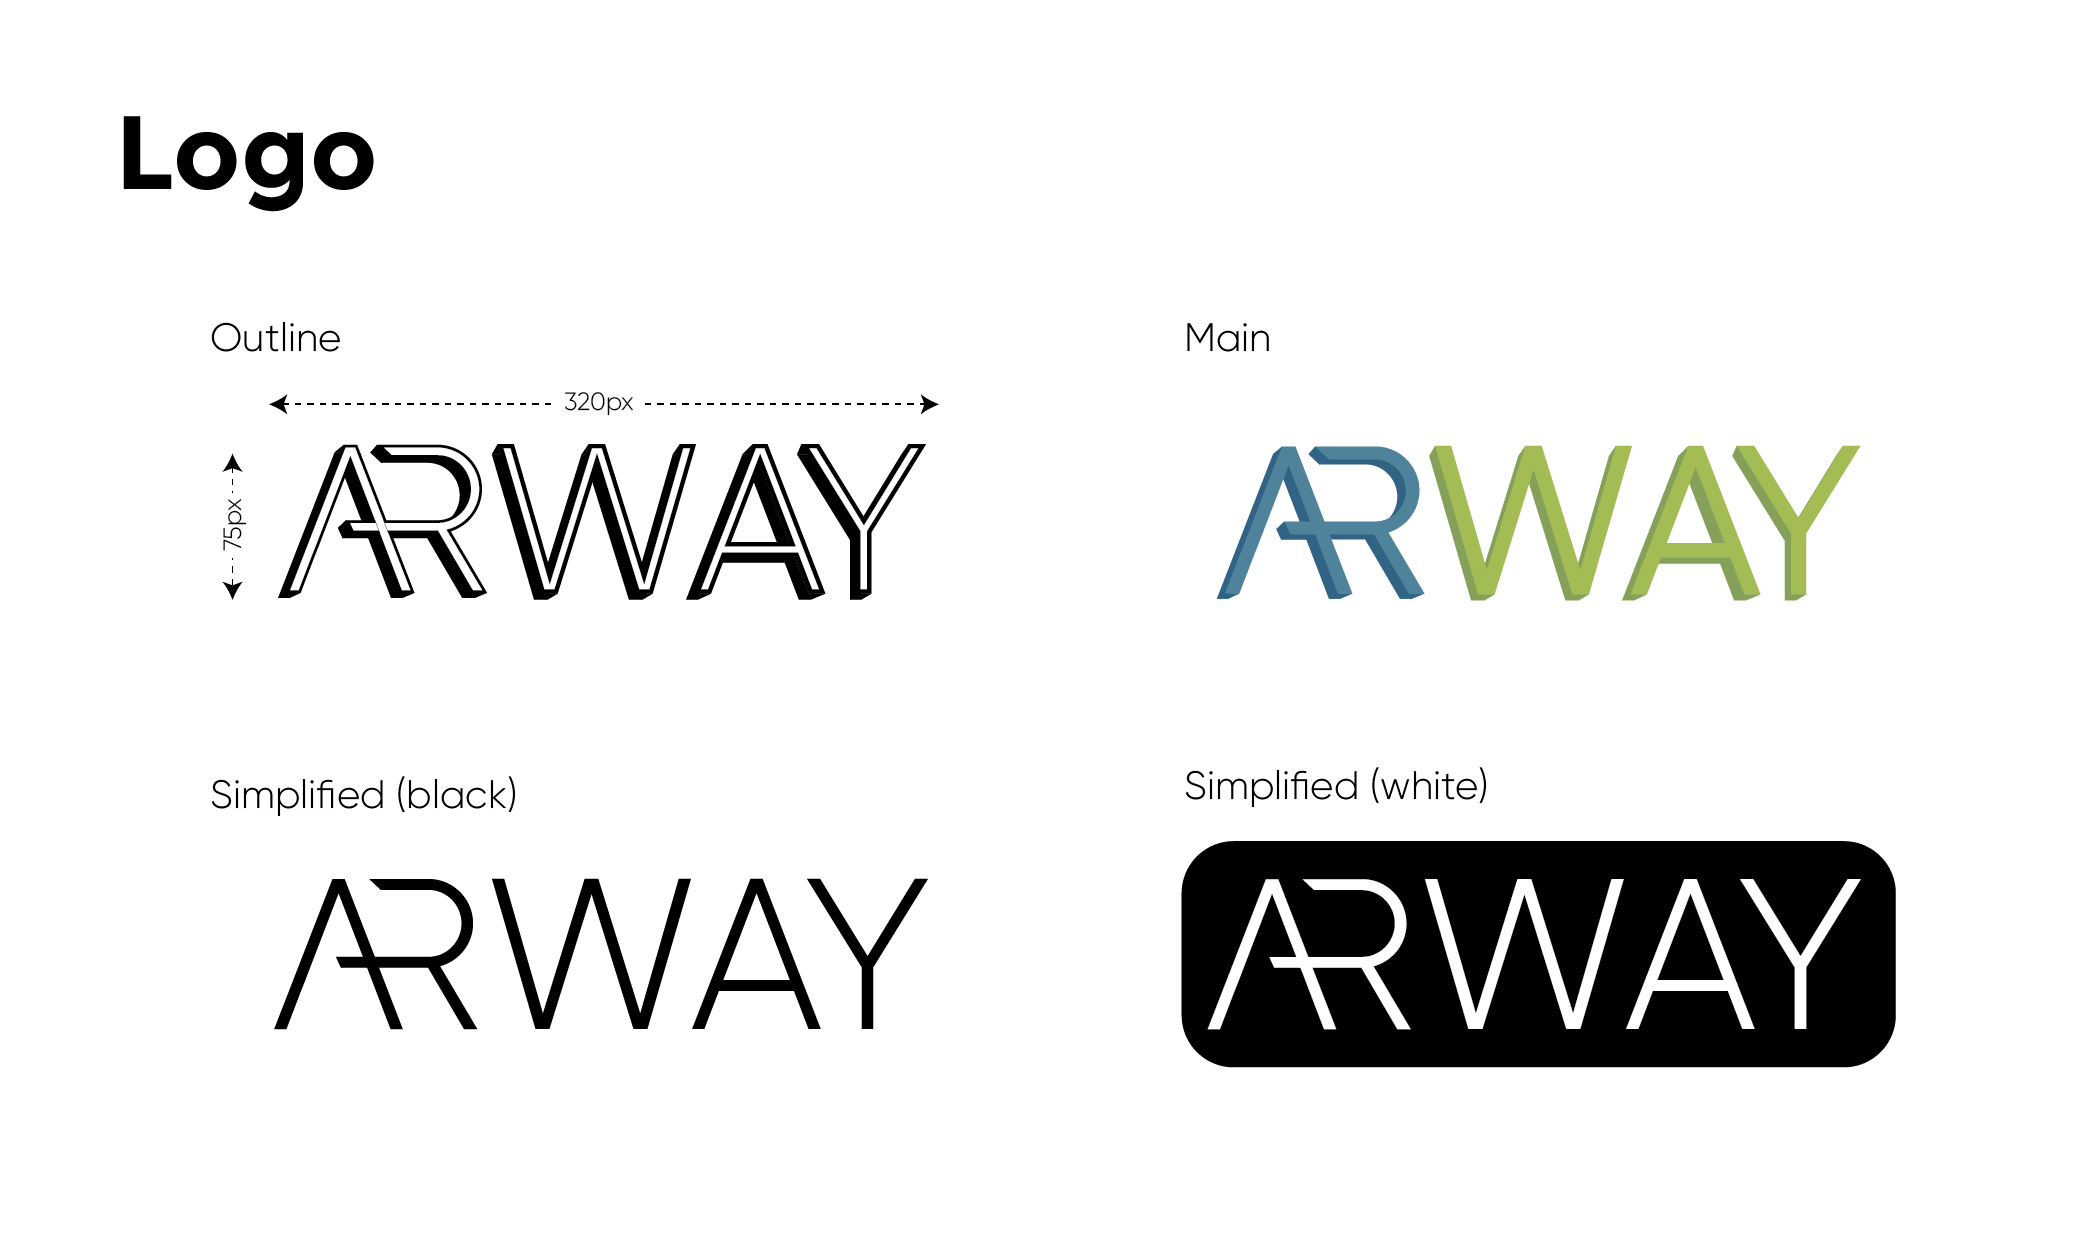 Logo
Outline
320px
75px
ARWAY
Main
ARWAY
Simplified (black)
ARWAY
Simplified (white)
ARWAY